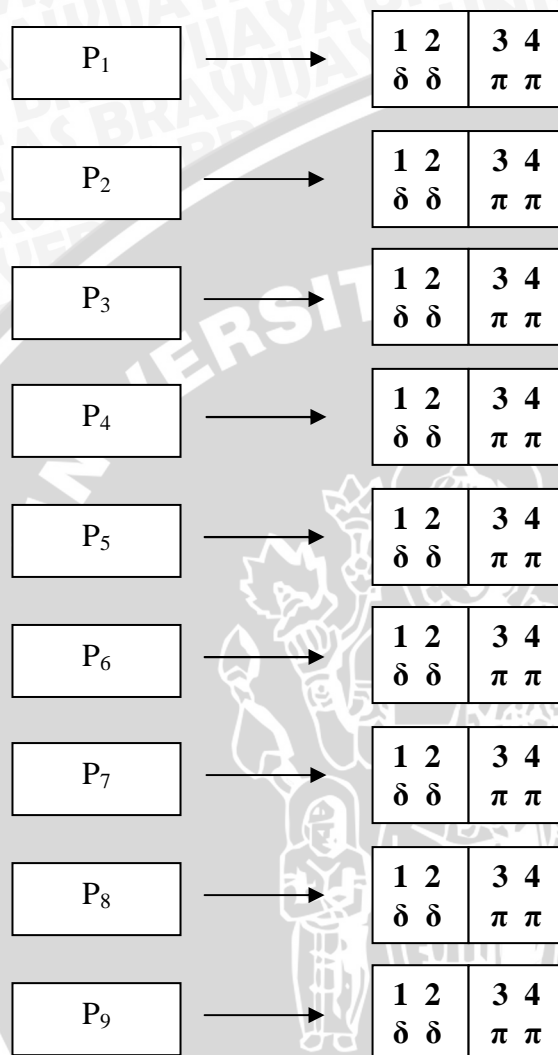 P₁ 1 2 3 4
δ δ π π
P₂ 1 2 3 4
δ δ π π
P₃ 1 2 3 4
δ δ π π
P₄ 1 2 3 4
δ δ π π
P₅ 1 2 3 4
δ δ π π
P₆ 1 2 3 4
δ δ π π
P₇ 1 2 3 4
δ δ π π
P₈ 1 2 3 4
δ δ π π
P₉ 1 2 3 4
δ δ π π